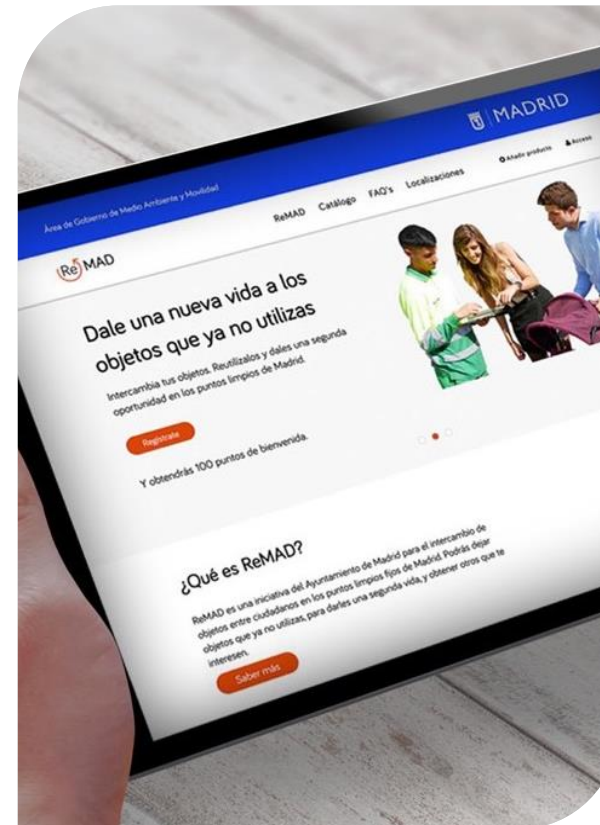 MADRID
Área de Gobierno de Medio Ambiente y Movilidad
ReMAD
Catálogo
FAQ's
Localizaciones
Añadir producto
Acceso
Re MAD
Dale una nueva vida a los
objetos que ya no utilizas
Intercambia tus objetos. Reutilízalos y dales una segunda
oportunidad en los puntos limpios de Madrid.
Regístrate
Y obtendrás 100 puntos de bienvenida.
¿Qué es ReMAD?
ReMAD es una iniciativa del Ayuntamiento de Madrid para el intercambio de
objetos entre ciudadanos en los puntos limpios fijos de Madrid. Podrás dejar
objetos que ya no utilizas, para darles una segunda vida, y obtener otros que te
interesen.
Saber más